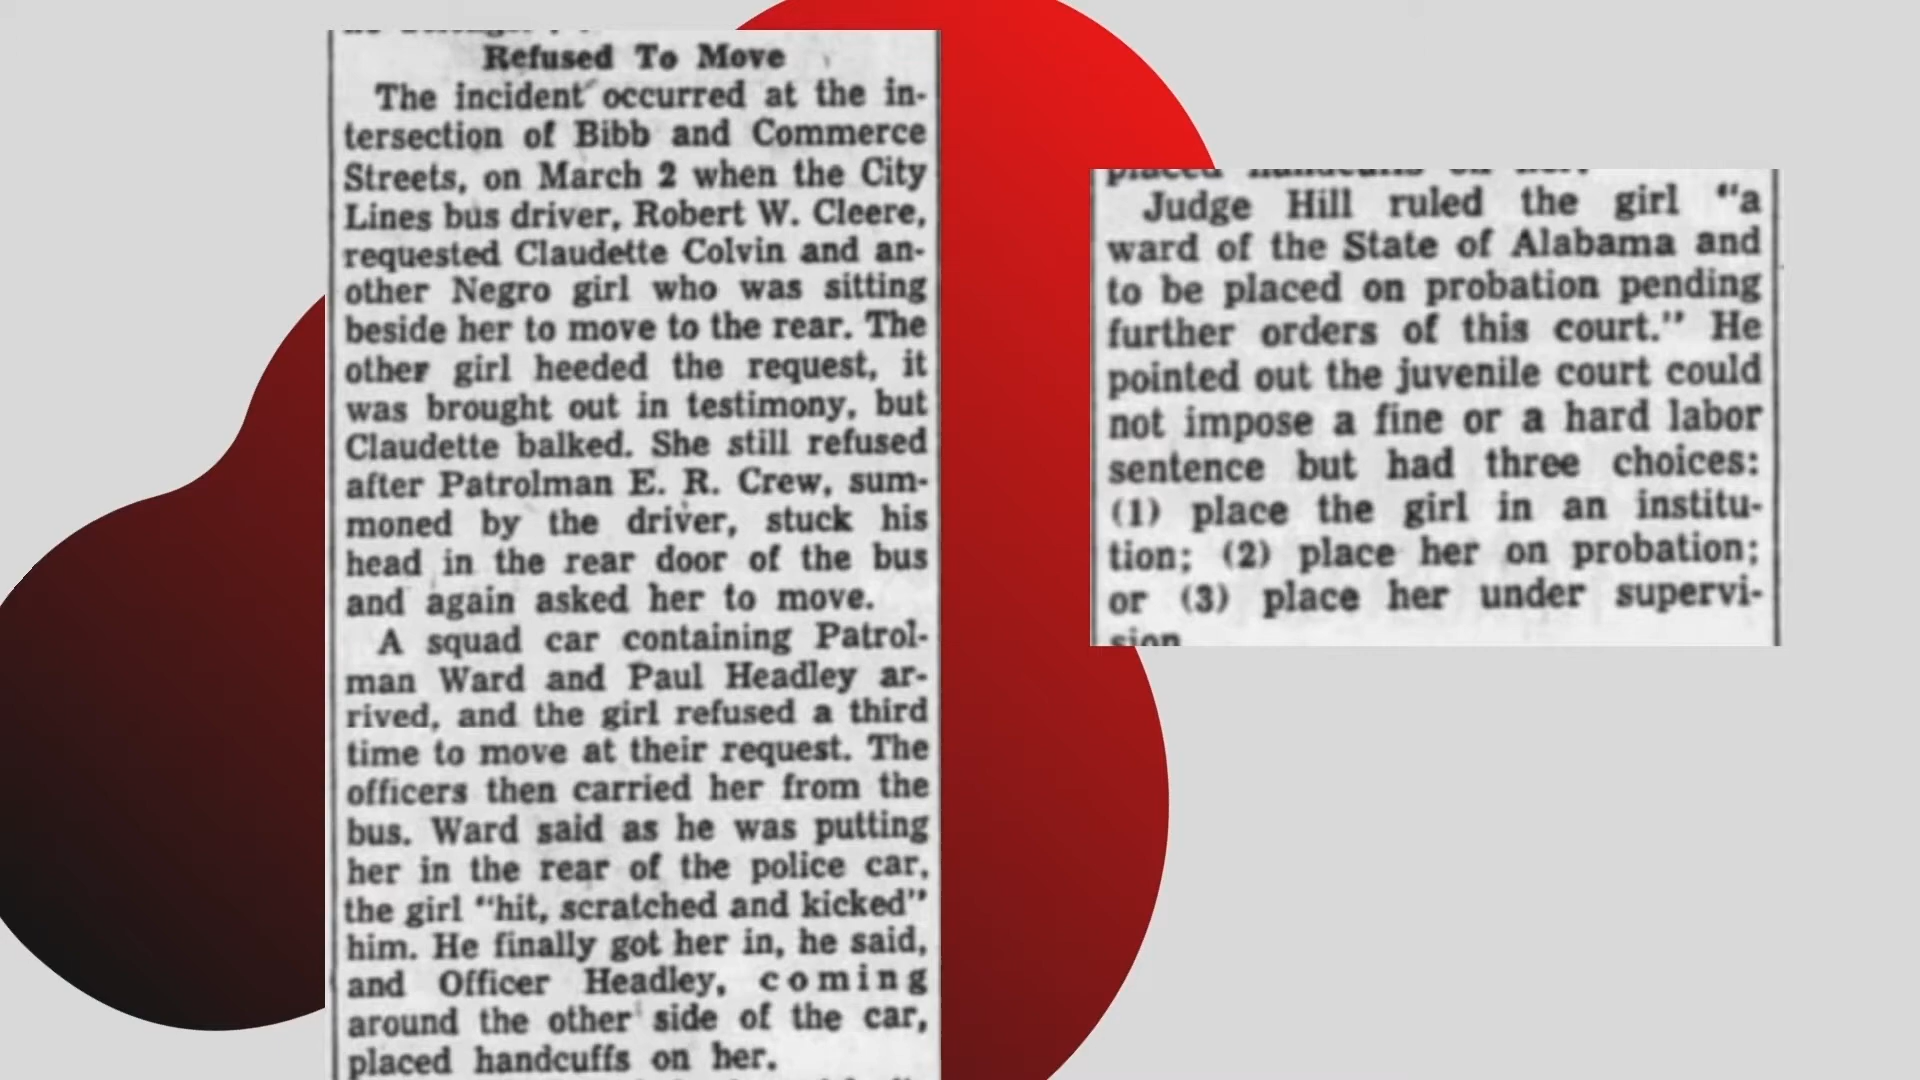 Refused To Move
The incident occurred at the in-
tersection of Bibb and Commerce
Streets, on March 2 when the City
Lines bus driver, Robert W. Cleere,
requested Claudette Colvin and an-
other Negro girl who was sitting
beside her to move to the rear. The
other girl heeded the request, it
was brought out in testimony, but
Claudette balked. She still refused
after Patrolman E. R. Crew, sum-
moned by the driver, stuck his
head in the rear door of the bus
and again asked her to move.
A squad car containing Patrol-
man Ward and Paul Headley ar-
rived, and the girl refused a third
time to move at their request. The
officers then carried her from the
bus. Ward said as he was putting
her in the rear of the police car,
the girl "hit, scratched and kicked"
him. He finally got her in, he said,
and Officer Headley, coming
around the other side of the car,
placed handcuffs on her.
placed handcuffs on her.
Judge Hill ruled the girl "a
ward of the State of Alabama and
to be placed on probation pending
further orders of this court." He
pointed out the juvenile court could
not impose a fine or a hard labor
sentence but had three choices:
(1) place the girl in an institu-
tion; (2) place her on probation;
or (3) place her under supervi-
sion